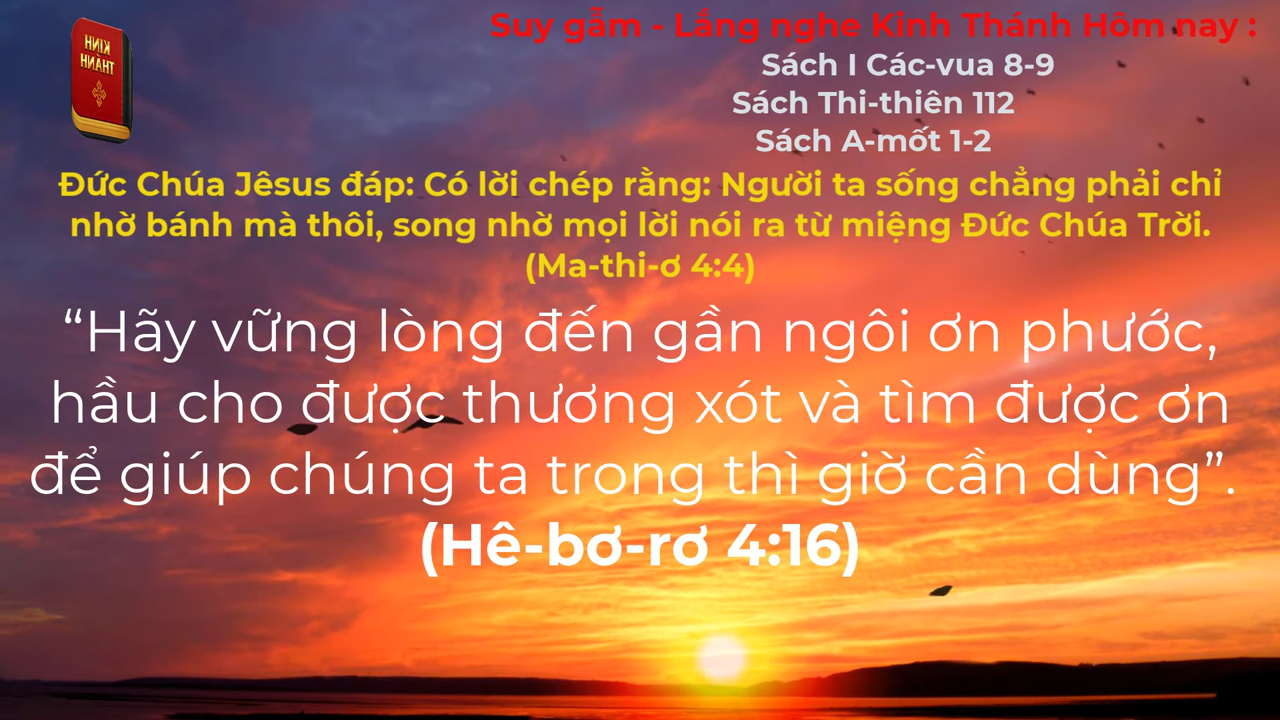 Suy gẫm - Lắng nghe Kinh Thánh Hôm nay :
Sách I Các-vua 8-9
Sách Thi-thiên 112
Sách A-mốt 1-2
KINH
THÁNH
Đức Chúa Jêsus đáp: Có lời chép rằng: Người ta sống chẳng phải chỉ
nhờ bánh mà thôi, song nhờ mọi lời nói ra từ miệng Đức Chúa Trời.
(Ma-thi-ơ 4:4)
“Hãy vững lòng đến gần ngôi ơn phước,
hầu cho được thương xót và tìm được ơn
để giúp chúng ta trong thì giờ cần dùng”.
(Hê-bơ-rơ 4:16)